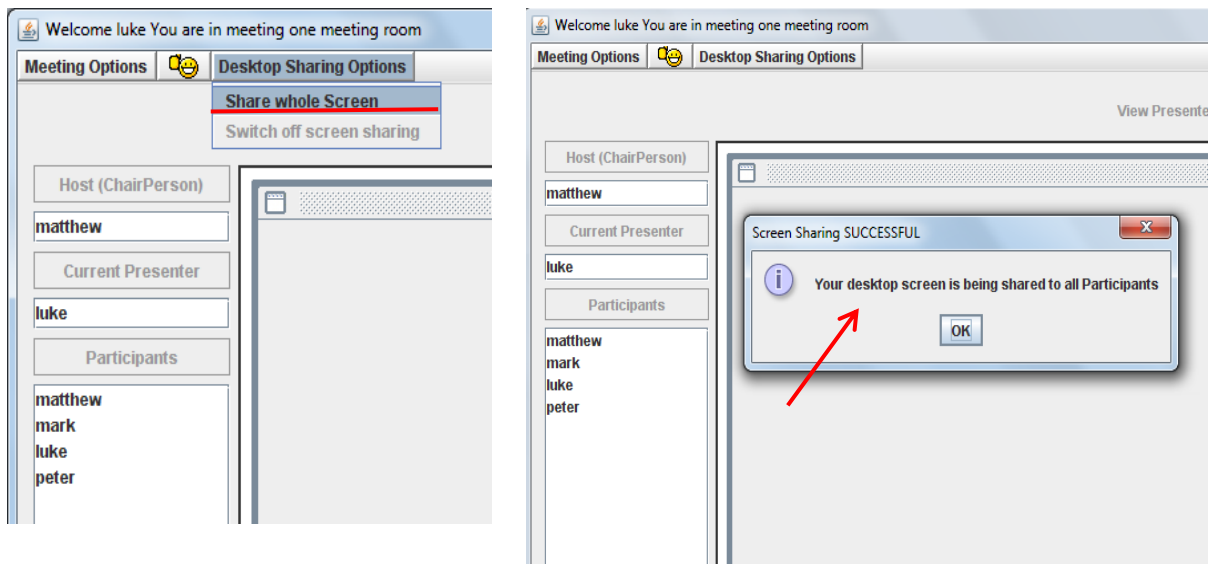 Welcome luke You are in meeting one meeting room
Meeting Options
Desktop Sharing Options
Share whole Screen
Switch off screen sharing
Host (ChairPerson)
matthew
Current Presenter
luke
Participants
matthew
mark
luke
peter
Welcome luke You are in meeting one meeting room
Meeting Options
Desktop Sharing Options
View Presente
Host (ChairPerson)
matthew
Current Presenter
luke
Participants
matthew
mark
luke
peter
Screen Sharing SUCCESSFUL
Your desktop screen is being shared to all Participants
OK